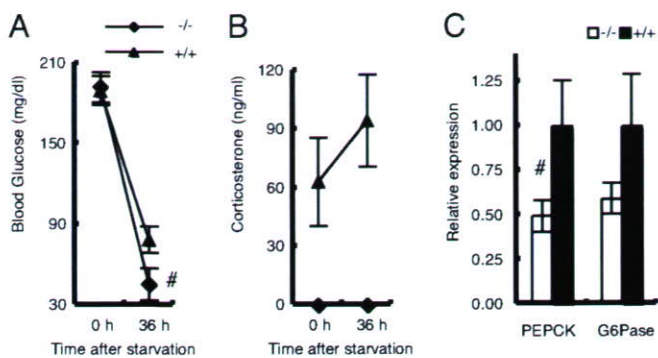 A
-/-
+/+
Blood Glucose (mg/dl)
210
150
90
30
#
0 h 36 h
Time after starvation
B
Corticosterone (ng/ml)
120
90
60
30
0
0 h 36 h
Time after starvation
C
-/- +/+
Relative expression
1.25
1.00
0.75
0.50
0.25
0.00
#
PEPCK G6Pase